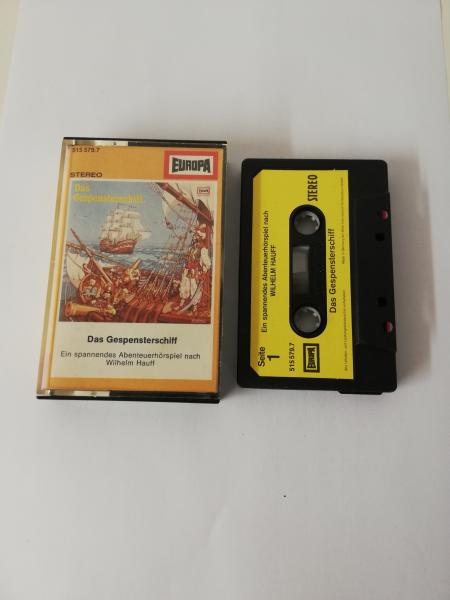 515 579.7
EUROPA
STEREO
Das
Gespensterschiff
Das Gespensterschiff
Ein spannendes Abenteuerhörspiel nach
Wilhelm Hauff
Ein spannendes Abenteuerhörspiel nach
WILHELM HAUFF
STEREO
Das Gespensterschiff
Seite
1
515 579.7
EUROPA